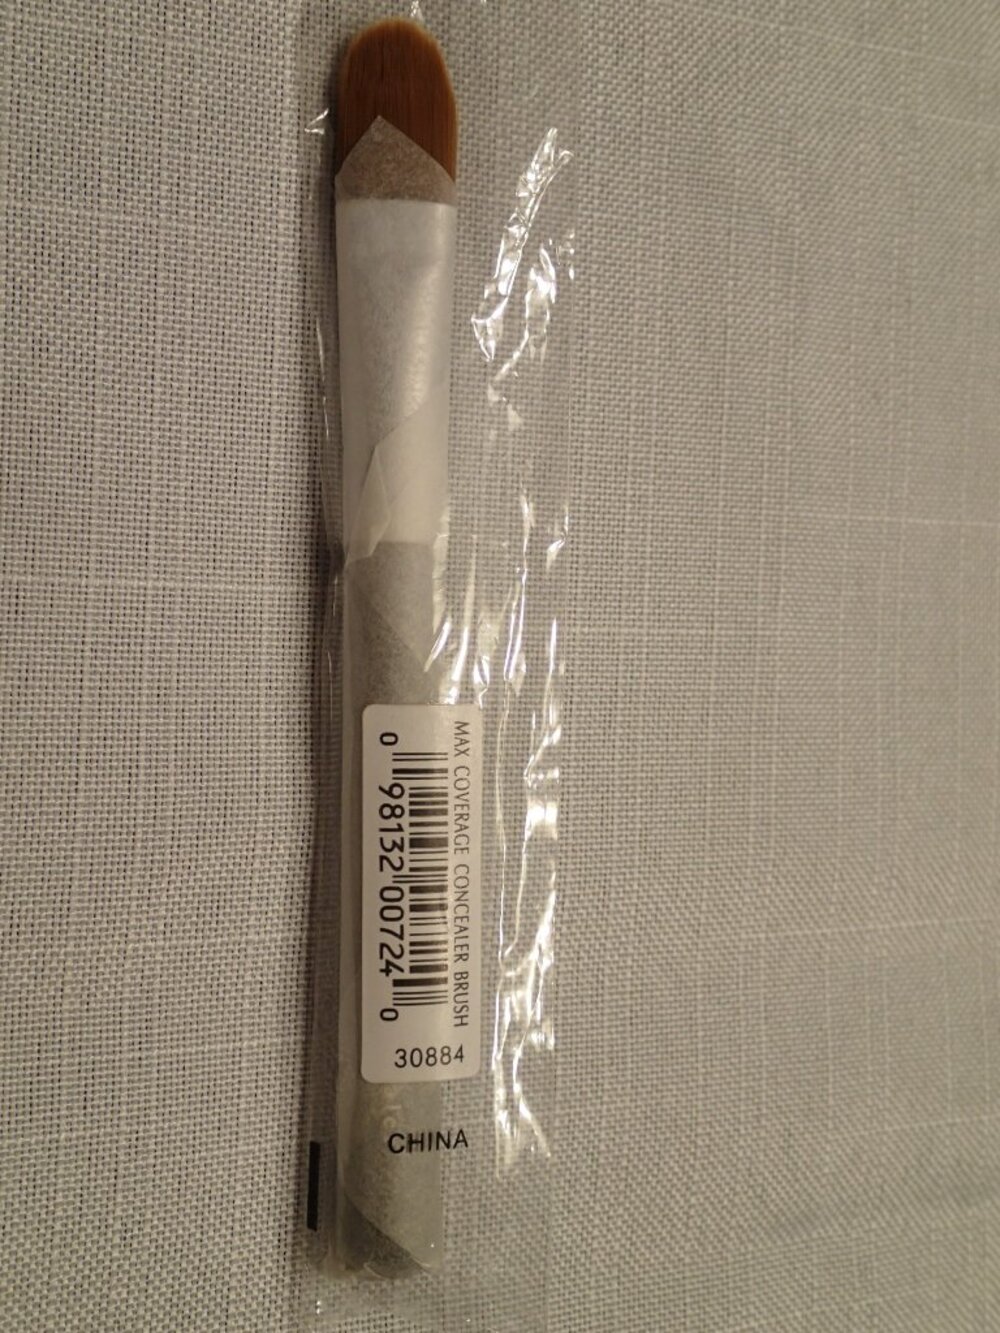 MAX COVERAGE CONCEALER BRUSH
0 98132 00724 0
30884
CHINA